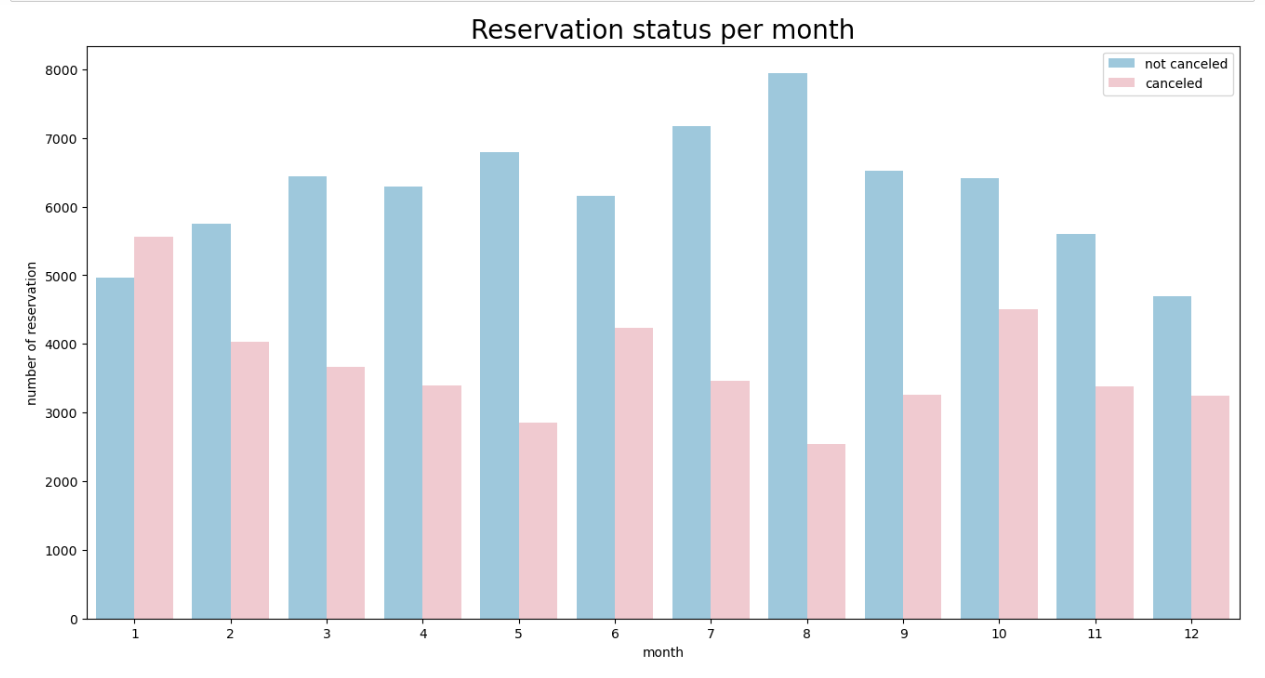 Reservation status per month
not canceled
canceled
number of reservation
8000
7000
6000
5000
4000
3000
2000
1000
0
1 2 3 4 5 6 7 8 9 10 11 12
month